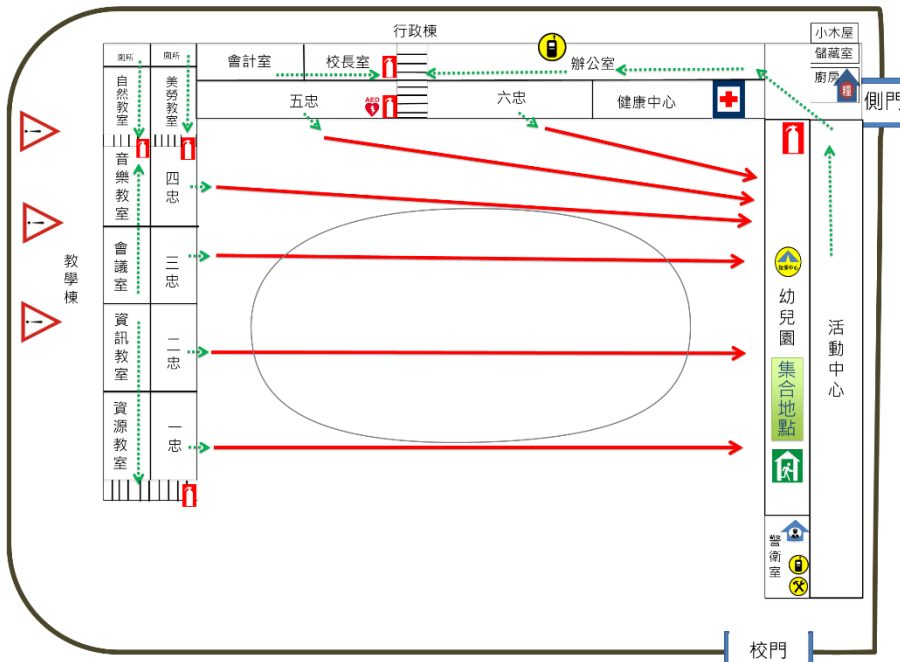 行政棟
小木屋
廁所
廁所
會計室
校長室
辦公室
儲藏室
廚房
糧
側門
自然教室
美勞教室
AED
五忠
六忠
健康中心
音樂教室
四忠
教學棟
會議室
三忠
幼兒園
活動中心
資訊教室
二忠
集合地點
資源教室
一忠
警衛室
校門